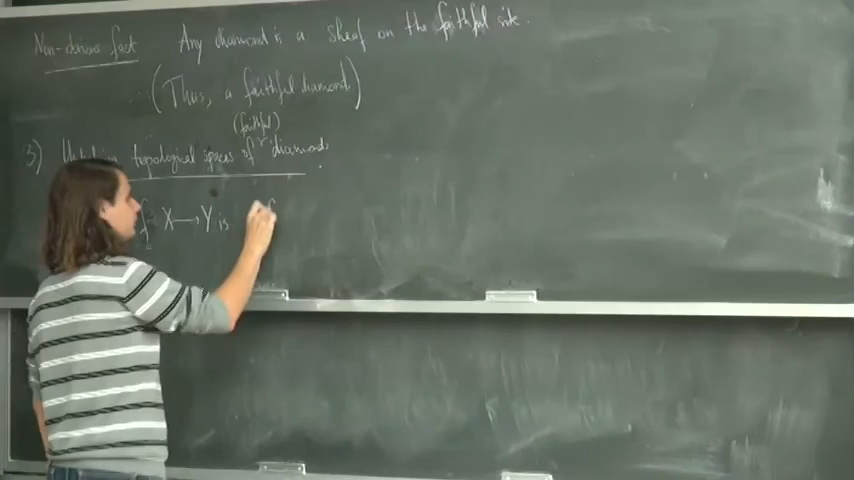 Non-obvious fact Any diamond is a sheaf on the faithful site.
(Thus, a faithful diamond.)
(faithful)
3) topological spaces of diamonds.
f X → Y is